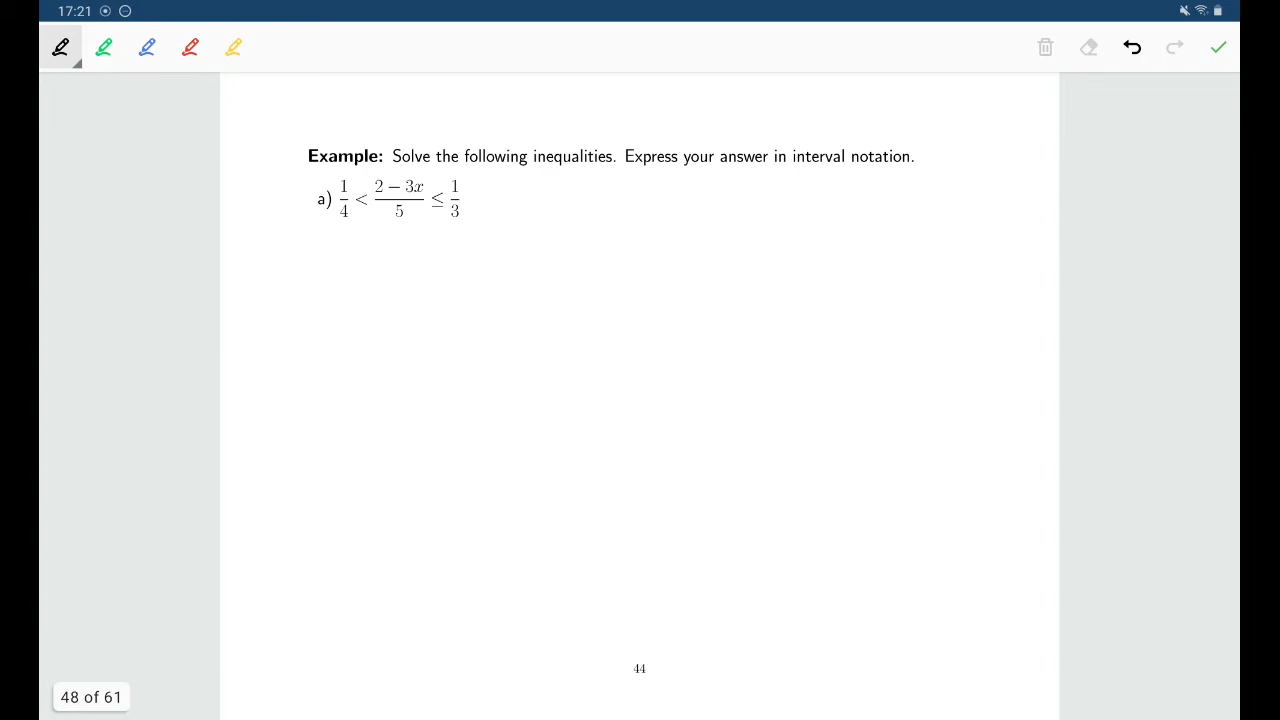 17:21
Example: Solve the following inequalities. Express your answer in interval notation.
a) 1/4 < (2 − 3x)/5 ≤ 1/3
44
48 of 61